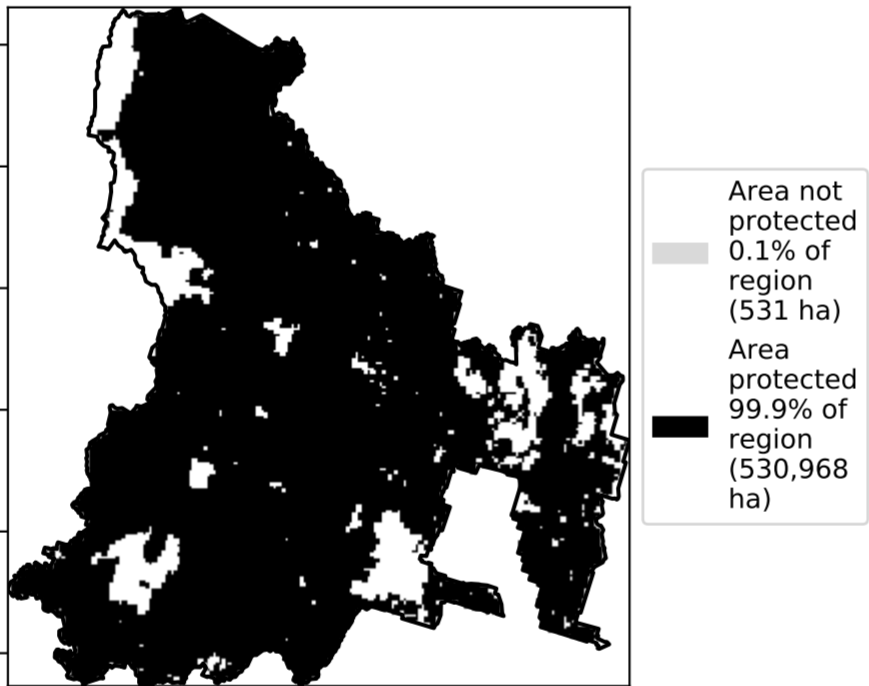 Area not
protected
0.1% of
region
(531 ha)
Area
protected
99.9% of
region
(530,968
ha)